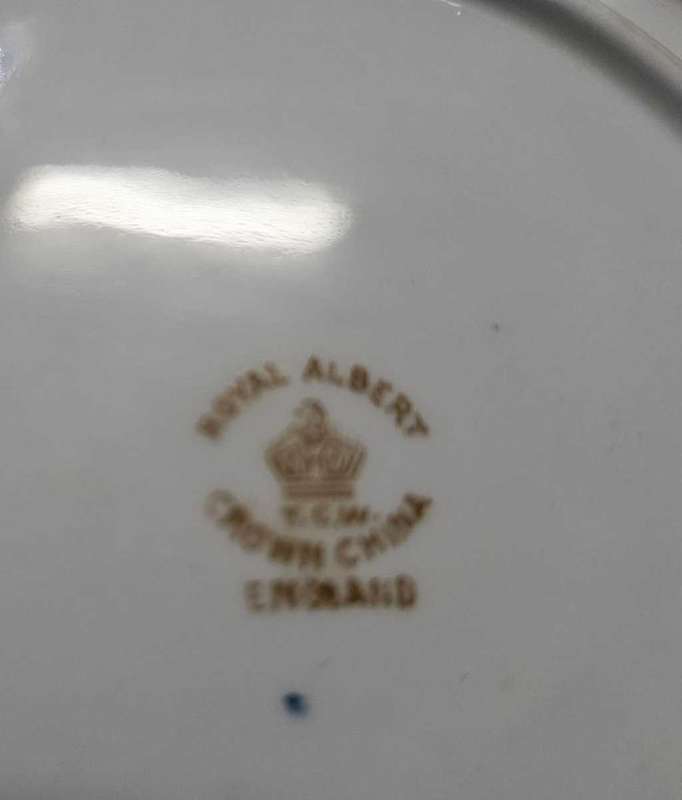 ROYAL ALBERT
T.C.W.
CROWN CHINA
ENGLAND